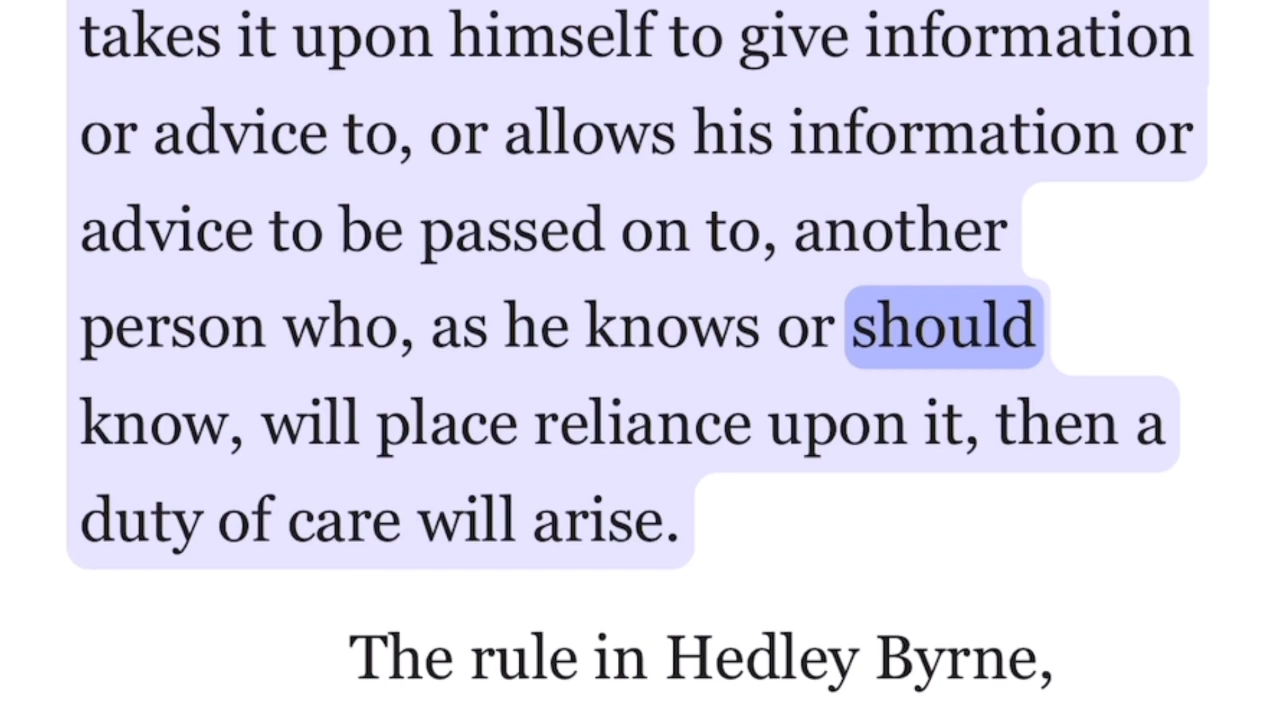 takes it upon himself to give information
or advice to, or allows his information or
advice to be passed on to, another
person who, as he knows or should
know, will place reliance upon it, then a
duty of care will arise.
The rule in Hedley Byrne,